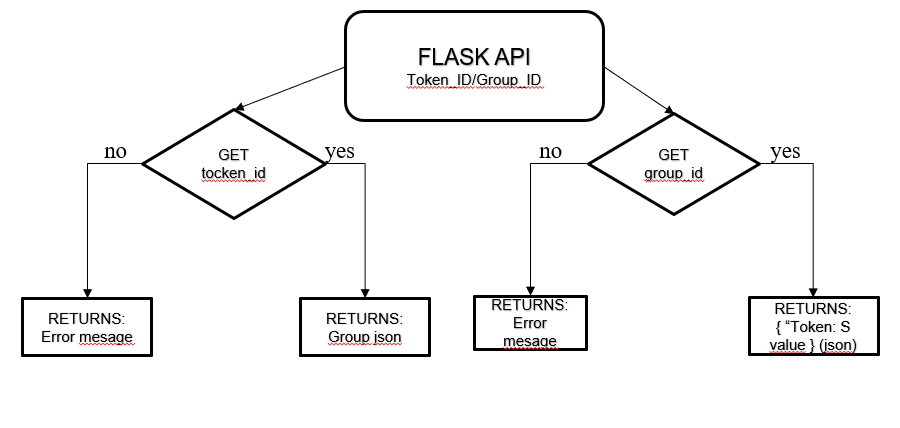 FLASK API
Token_ID/Group_ID
no
GET
tocken_id
yes
no
GET
group_id
yes
RETURNS:
Error mesage
RETURNS:
Group json
RETURNS:
Error
mesage
RETURNS:
{ “Token: S
value } (json)